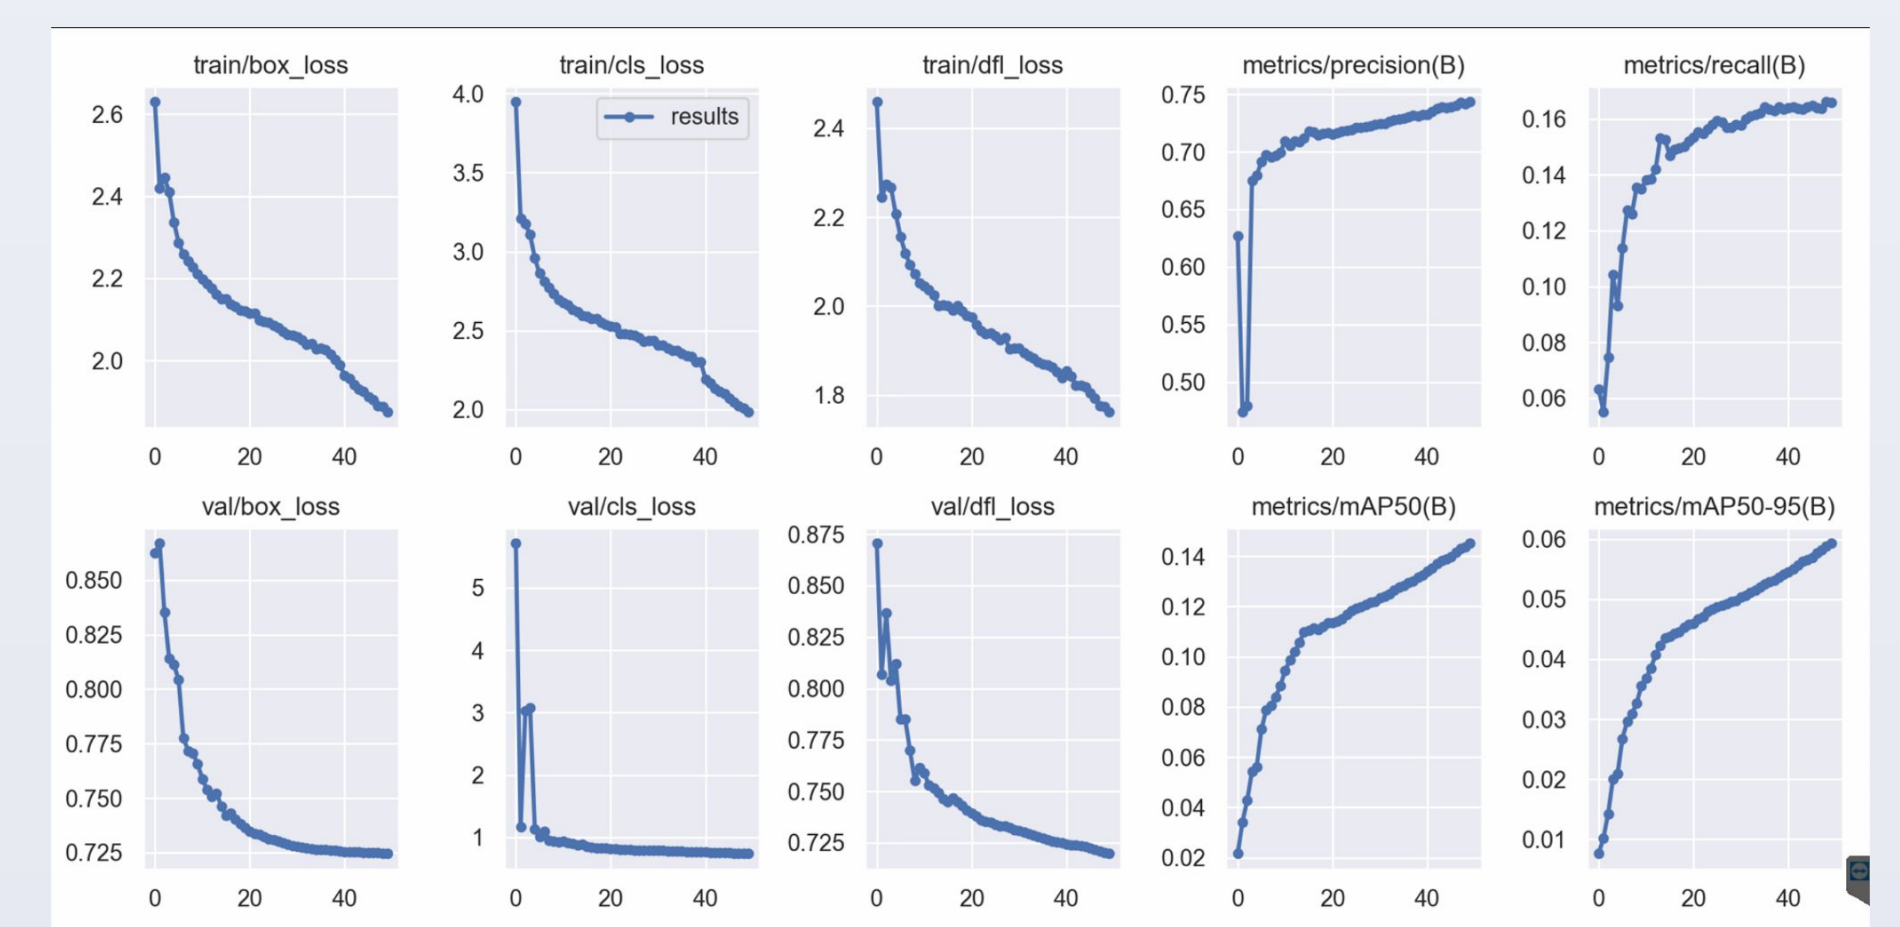 train/box_loss
2.6
2.4
2.2
2.0
0 20 40
train/cls_loss
results
4.0
3.5
3.0
2.5
2.0
0 20 40
train/dfl_loss
2.4
2.2
2.0
1.8
0 20 40
metrics/precision(B)
0.75
0.70
0.65
0.60
0.55
0.50
0 20 40
metrics/recall(B)
0.16
0.14
0.12
0.10
0.08
0.06
0 20 40
val/box_loss
0.850
0.825
0.800
0.775
0.750
0.725
0 20 40
val/cls_loss
5
4
3
2
1
0 20 40
val/dfl_loss
0.875
0.850
0.825
0.800
0.775
0.750
0.725
0 20 40
metrics/mAP50(B)
0.14
0.12
0.10
0.08
0.06
0.04
0.02
0 20 40
metrics/mAP50-95(B)
0.06
0.05
0.04
0.03
0.02
0.01
0 20 40